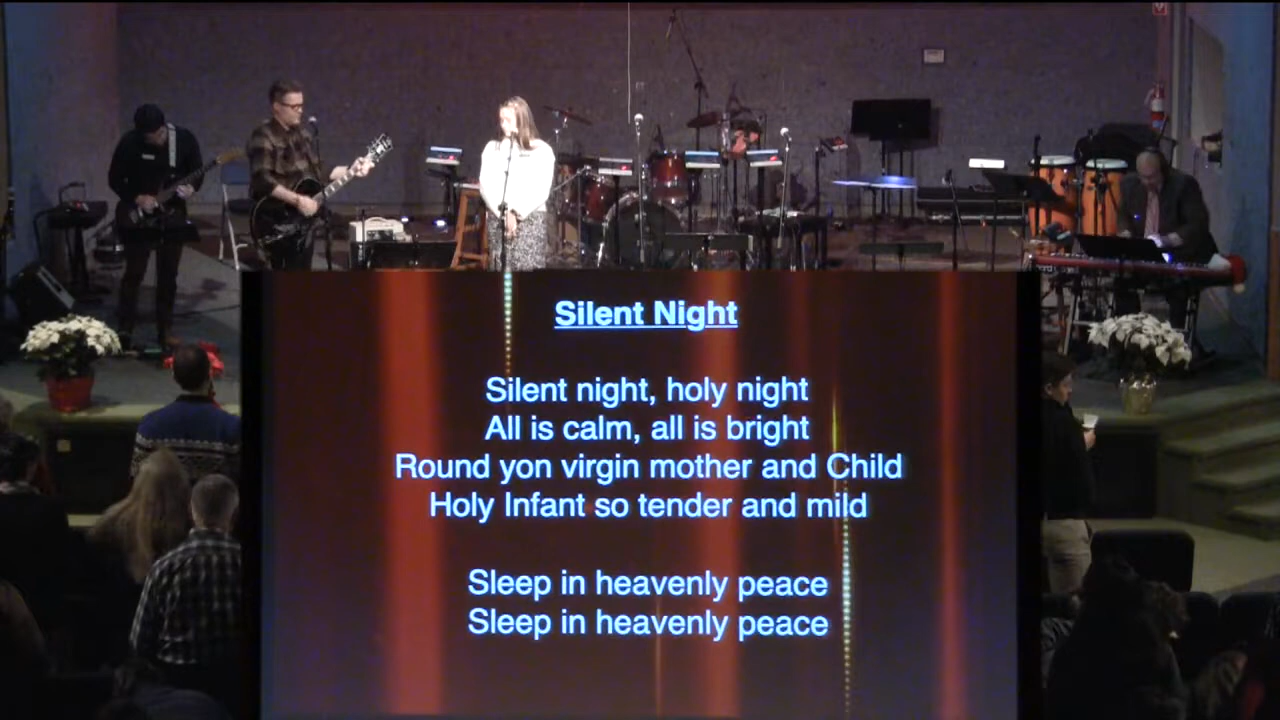 Silent Night
Silent night, holy night
All is calm, all is bright
Round yon virgin mother and Child
Holy Infant so tender and mild
Sleep in heavenly peace
Sleep in heavenly peace